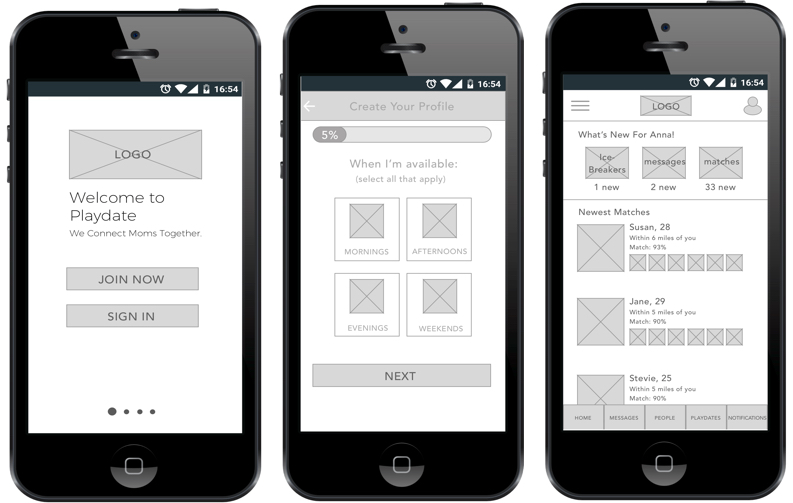 16:54
LOGO
Welcome to
Playdate
We Connect Moms Together.
JOIN NOW
SIGN IN
16:54
Create Your Profile
5%
When I'm available:
(select all that apply)
MORNINGS AFTERNOONS
EVENINGS WEEKENDS
NEXT
16:54
LOGO
What's New For Anna!
Ice-
Breakers messages matches
1 new 2 new 33 new
Newest Matches
Susan, 28
Within 6 miles of you
Match: 93%
Jane, 29
Within 5 miles of you
Match: 90%
Stevie, 25
Within 5 miles of you
Match: 90%
HOME MESSAGES PEOPLE PLAYDATES NOTIFICATIONS